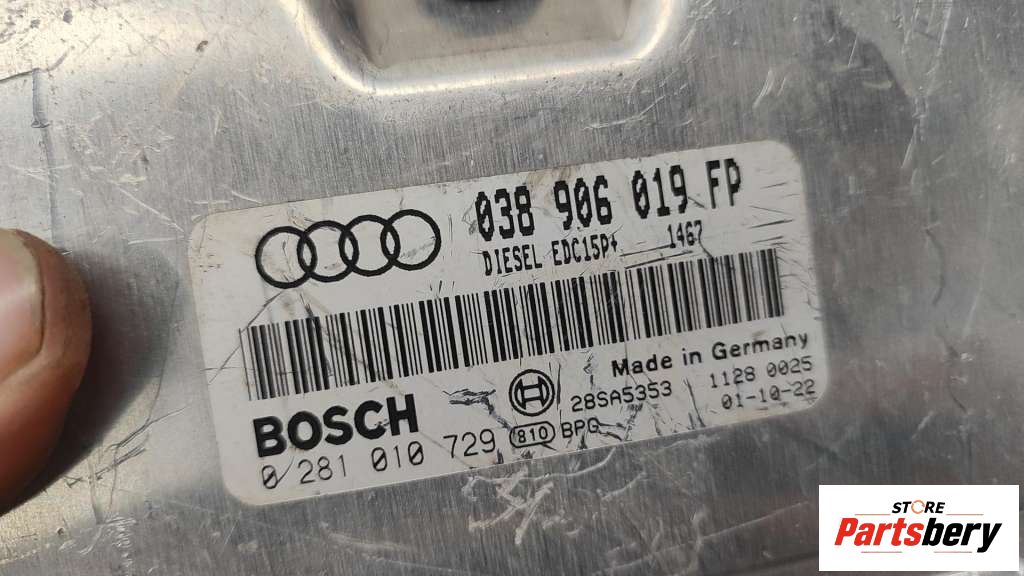 038 906 019 FP
DIESEL EDC15P+ 1467
Made in Germany
BOSCH
28SA5353 1128 0025
0 281 010 729 810 BPG 01-10-22
STORE
Partsbery